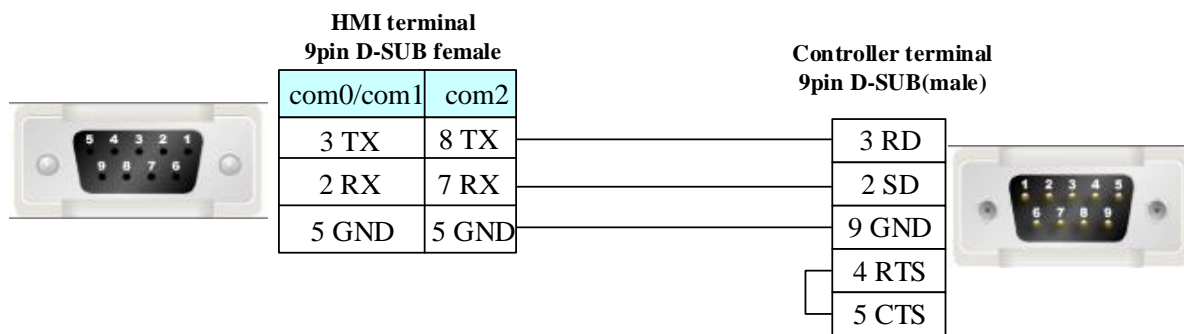 HMI terminal
9pin D-SUB female
Controller terminal
9pin D-SUB(male)
com0/com1 com2
3 TX 8 TX
2 RX 7 RX
5 GND 5 GND
3 RD
2 SD
9 GND
4 RTS
5 CTS
5 4 3 2 1
9 8 7 6
1 2 3 4 5
6 7 8 9